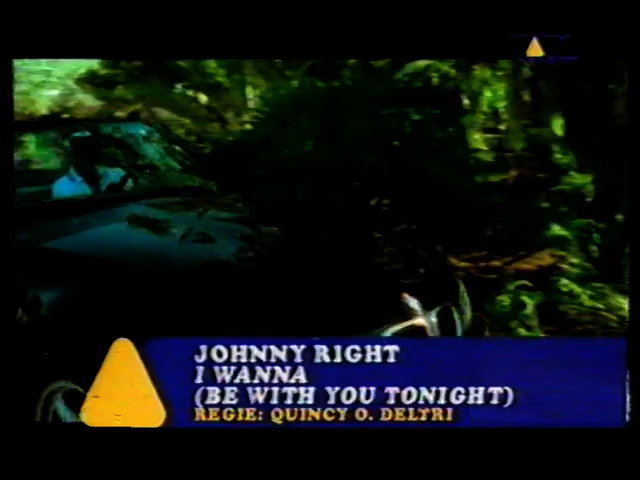 JOHNNY RIGHT
I WANNA
(BE WITH YOU TONIGHT)
REGIE: QUINCY O. DELTRI